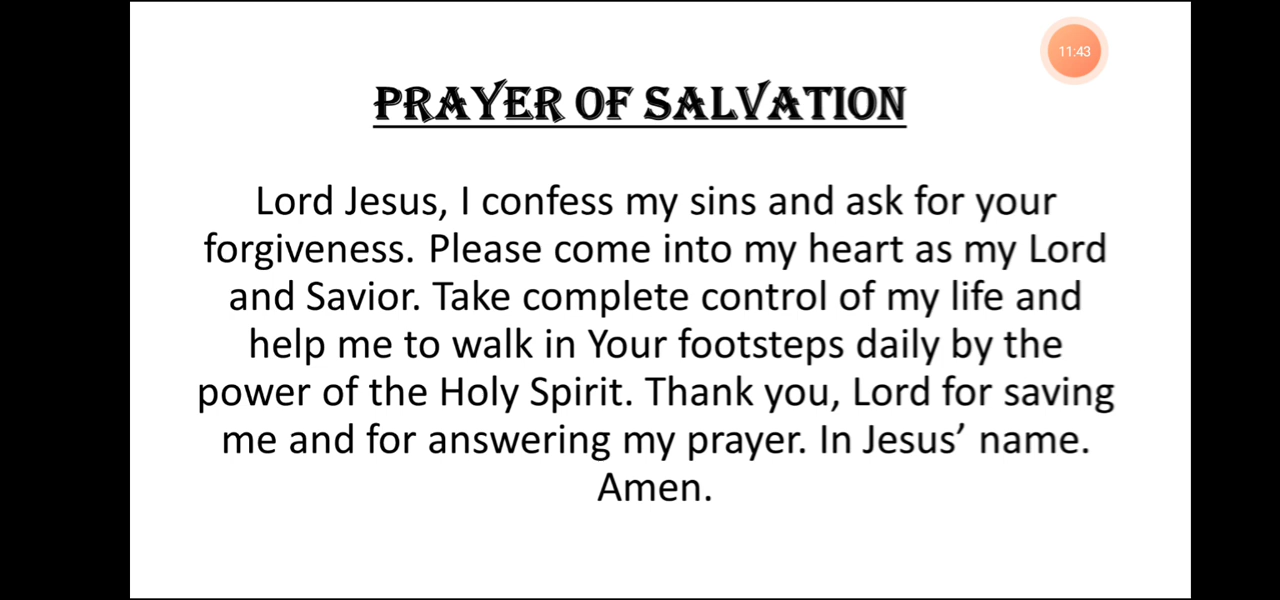 11:43
PRAYER OF SALVATION
Lord Jesus, I confess my sins and ask for your
forgiveness. Please come into my heart as my Lord
and Savior. Take complete control of my life and
help me to walk in Your footsteps daily by the
power of the Holy Spirit. Thank you, Lord for saving
me and for answering my prayer. In Jesus’ name.
Amen.